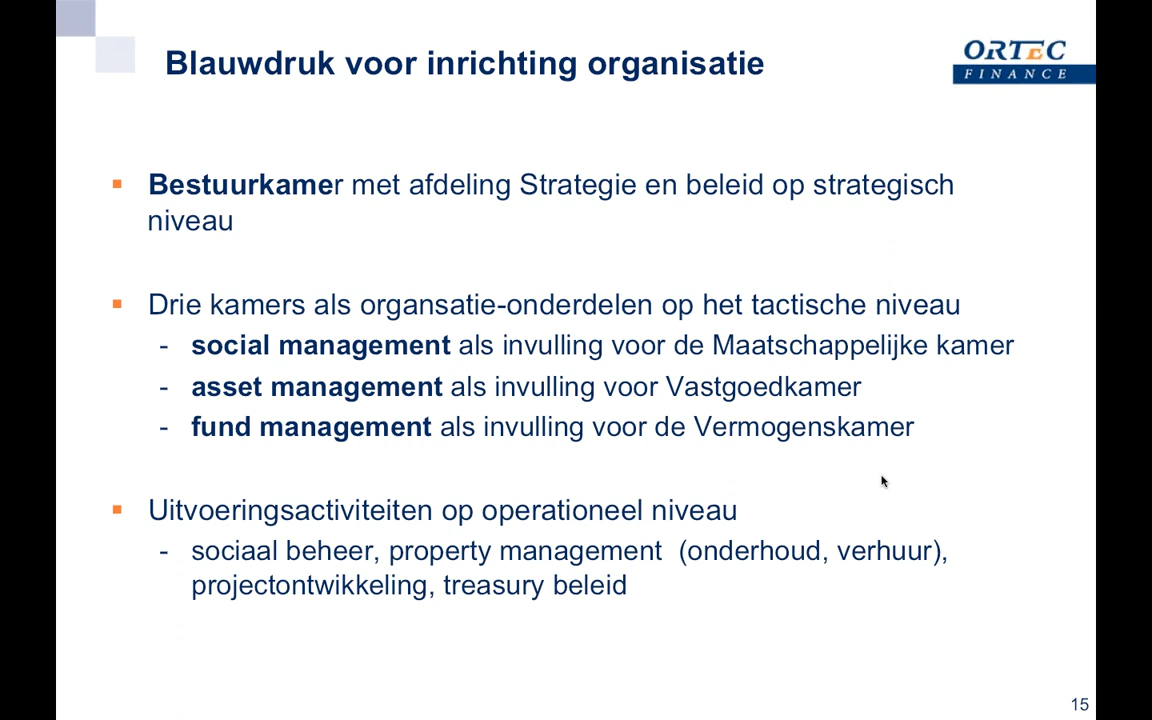 Blauwdruk voor inrichting organisatie
ORTEC
FINANCE
Bestuurkamer met afdeling Strategie en beleid op strategisch
niveau
Drie kamers als organsatie-onderdelen op het tactische niveau
- social management als invulling voor de Maatschappelijke kamer
- asset management als invulling voor Vastgoedkamer
- fund management als invulling voor de Vermogenskamer
Uitvoeringsactiviteiten op operationeel niveau
- sociaal beheer, property management (onderhoud, verhuur),
projectontwikkeling, treasury beleid
15